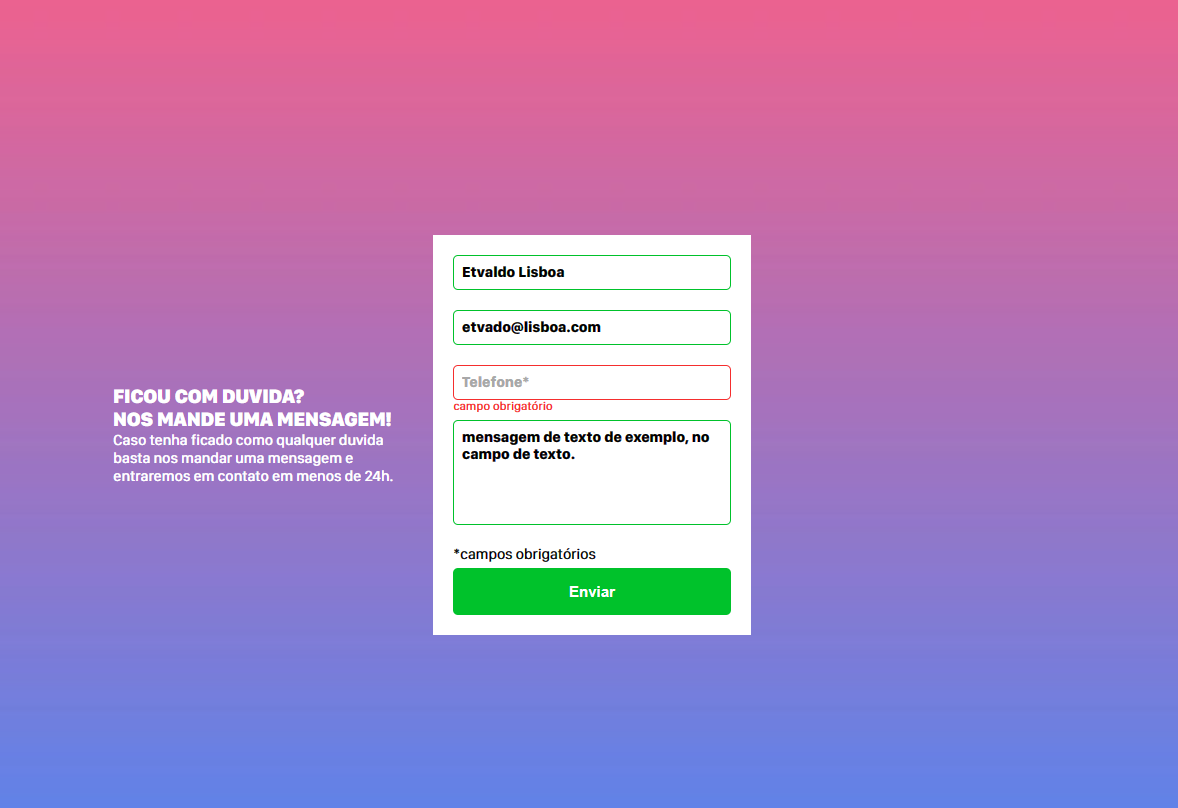 FICOU COM DUVIDA?
NOS MANDE UMA MENSAGEM!
Caso tenha ficado como qualquer duvida
basta nos mandar uma mensagem e
entraremos em contato em menos de 24h.
Etvaldo Lisboa
etvado@lisboa.com
Telefone*
campo obrigatório
mensagem de texto de exemplo, no
campo de texto.
*campos obrigatórios
Enviar